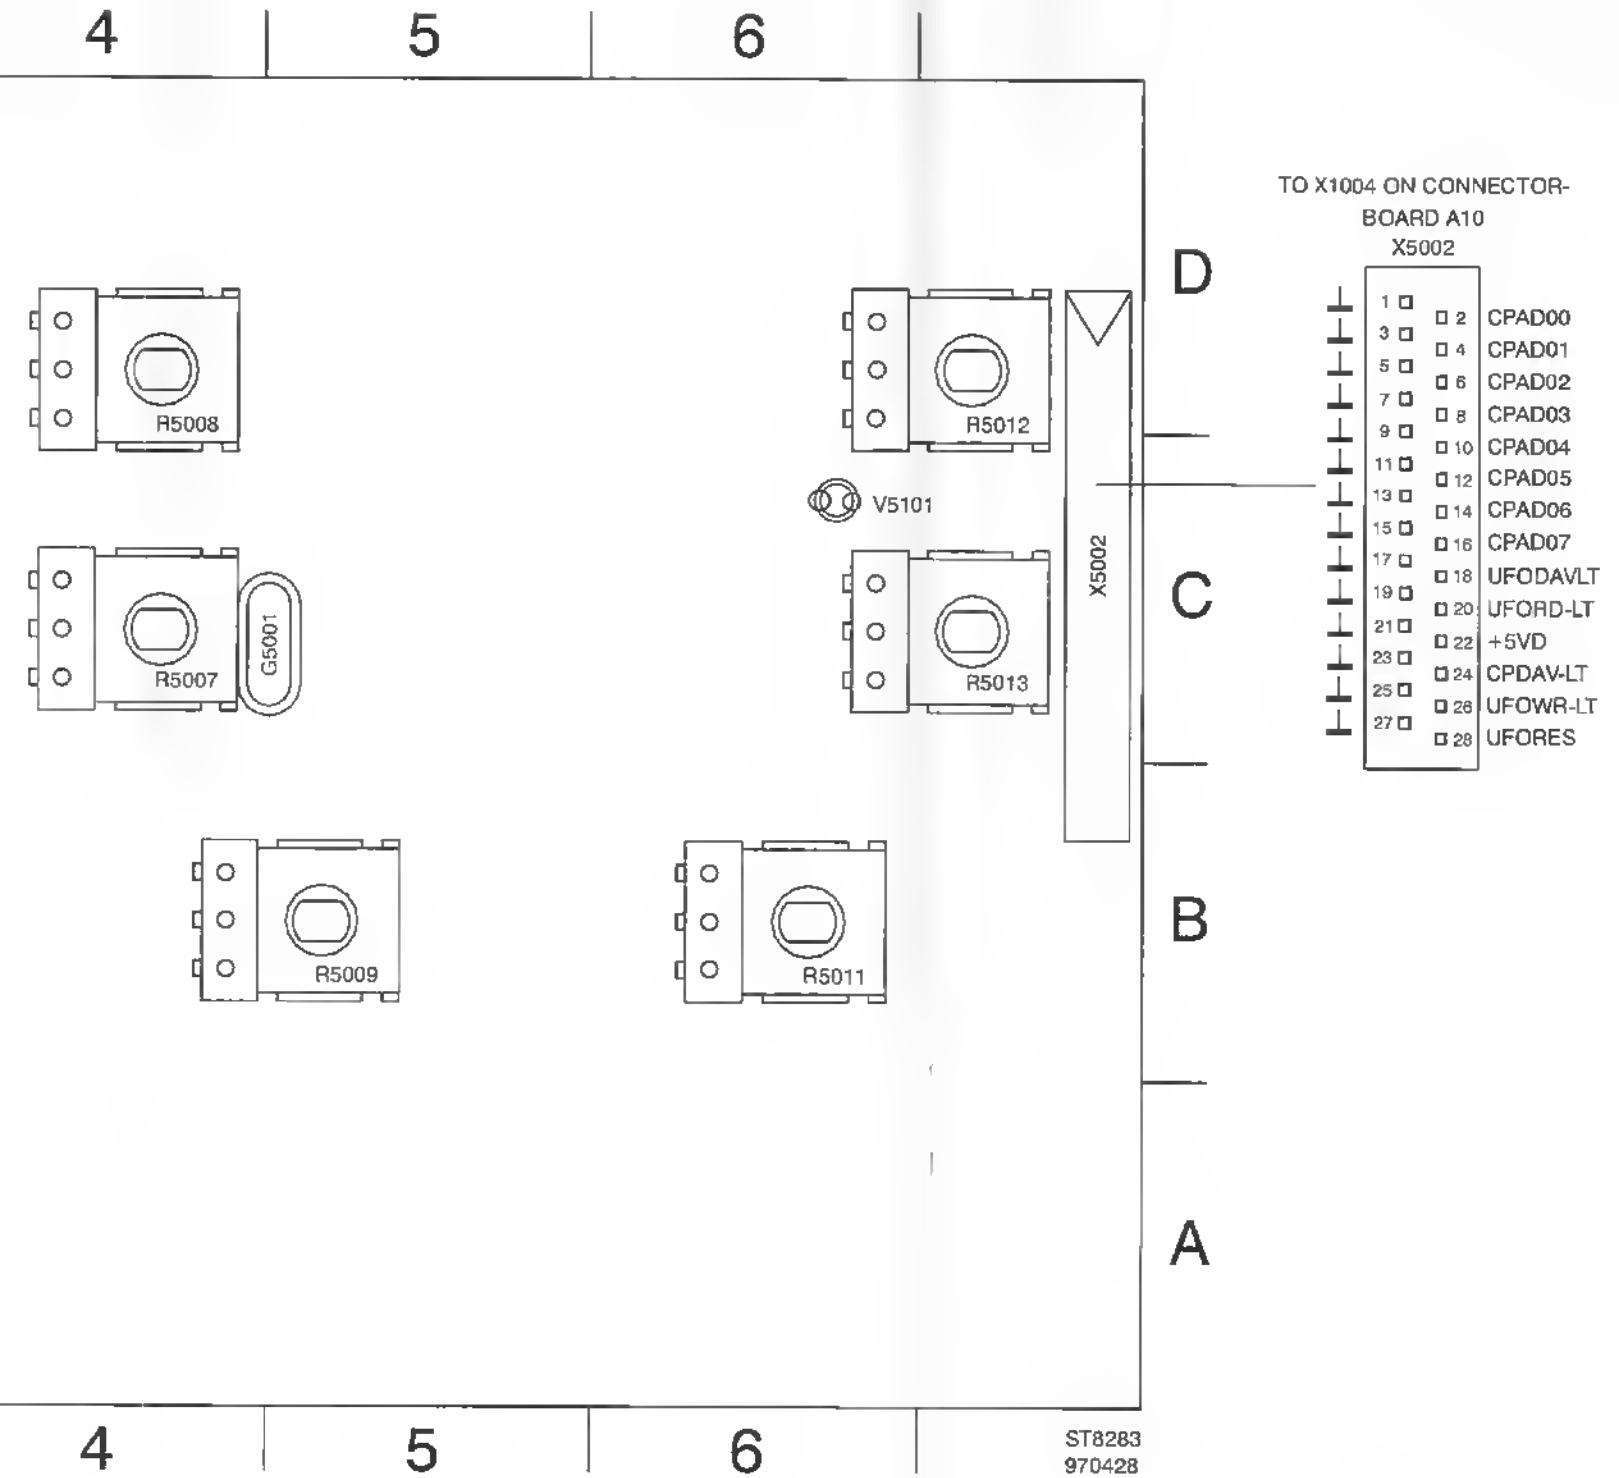 4 5 6
TO X1004 ON CONNECTOR-
BOARD A10
X5002
D
1
2 CPAD00
3
4 CPAD01
5
6 CPAD02
7
8 CPAD03
9
10 CPAD04
11
12 CPAD05
13
14 CPAD06
15
16 CPAD07
17
18 UFODAVLT
19
20 UFORD-LT
21
22 +5VD
23
24 CPDAV-LT
25
26 UFOWR-LT
27
28 UFORES
R5008
R5012
V5101
X5002
C
G5001
R5007
R5013
B
R5009
R5011
A
4 5 6
ST8283
970428